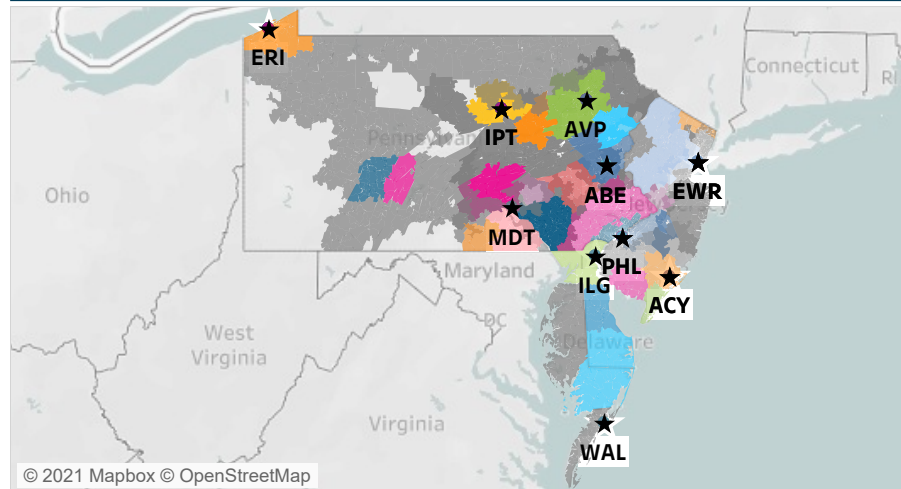 ERI
Connecticut
RI
AVP
IPT
Pennsylvan
Ohio
ABE
EWR
MDT
PHL
ILG
Maryland
ACY
DC
West
Virginia
Delaware
Virginia
WAL
© 2021 Mapbox © OpenStreetMap